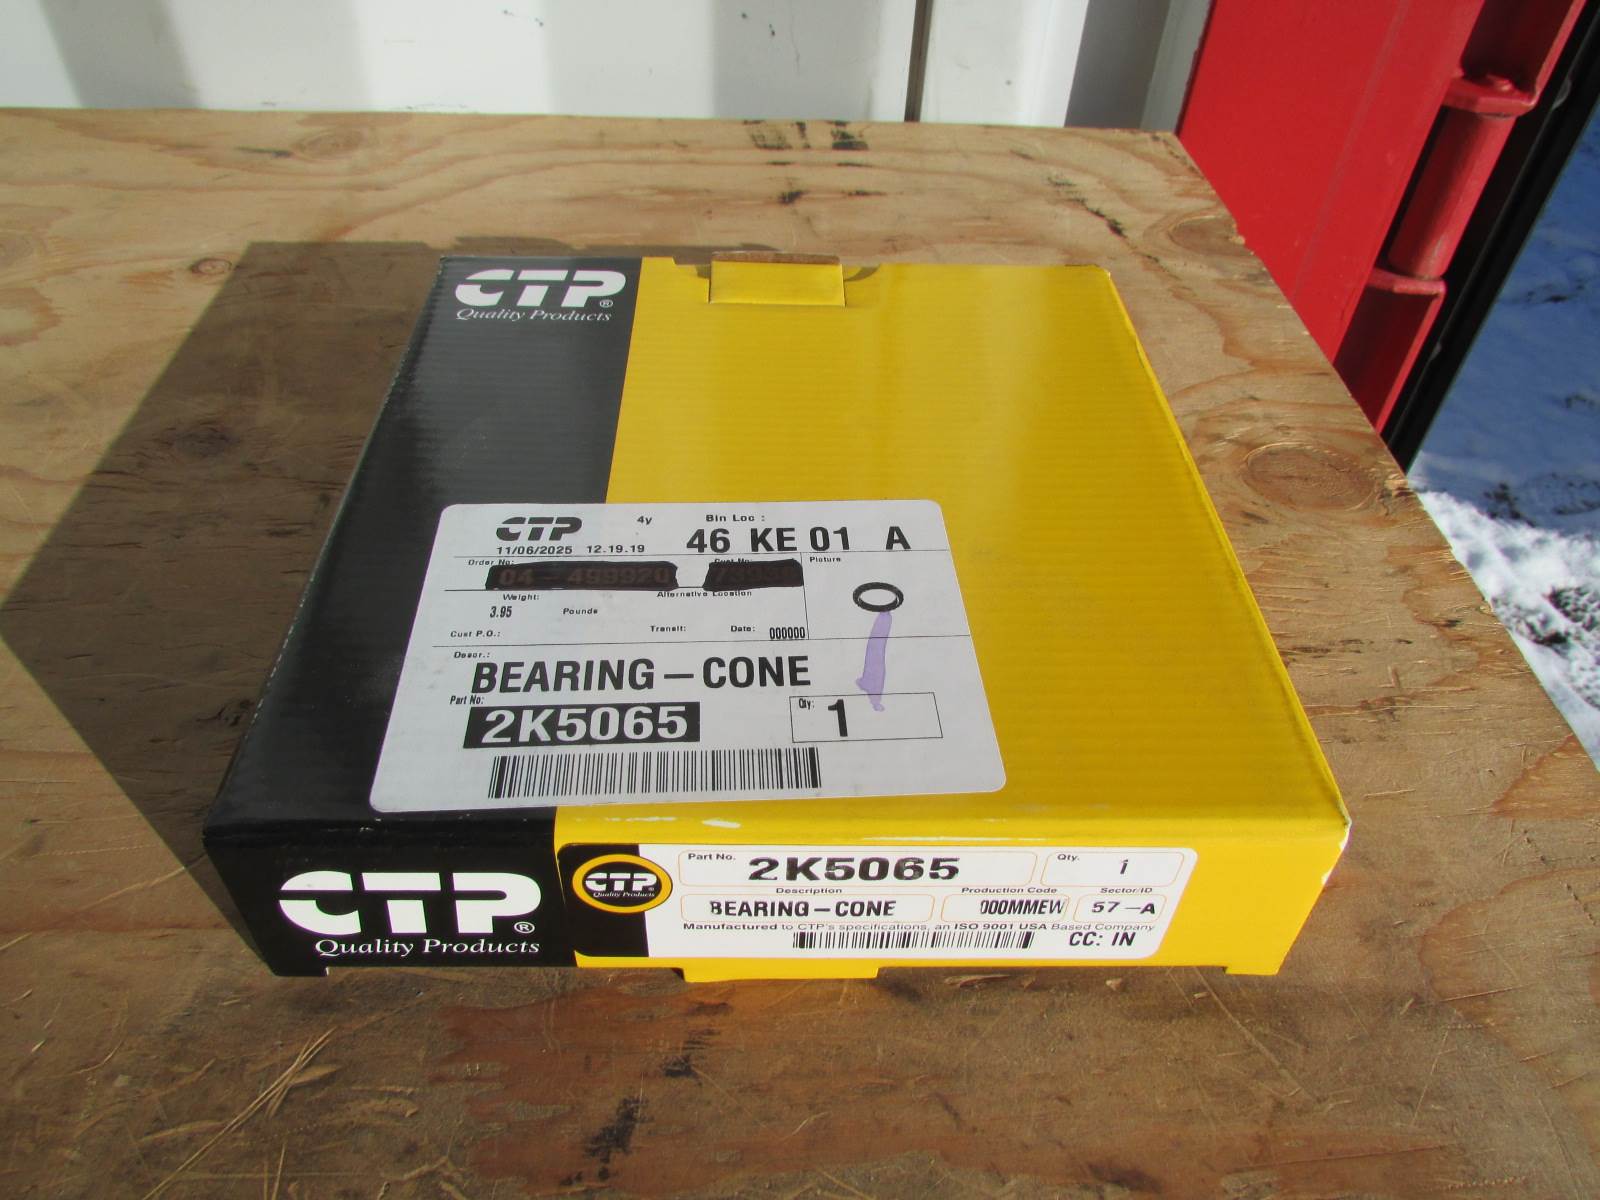 CTP®
Quality Products
CTP 4y Bin Loc :
11/06/2025 12.19.19 46 KE 01 A
Order No: Cust No: Picture
Weight: Alternative Location
3.95 Pounds
Cust P.O.: Transit: Date: 000000
Descr.:
BEARING-CONE
Part No: Qty:
2K5065 1
CTP®
Quality Products
CTP®
Quality Products
Part No. 2K5065 Qty. 1
Description Production Code Sector/ID
BEARING-CONE 000MMEW 57-A
Manufactured to CTP's specifications, an ISO 9001 USA Based Company
CC: IN